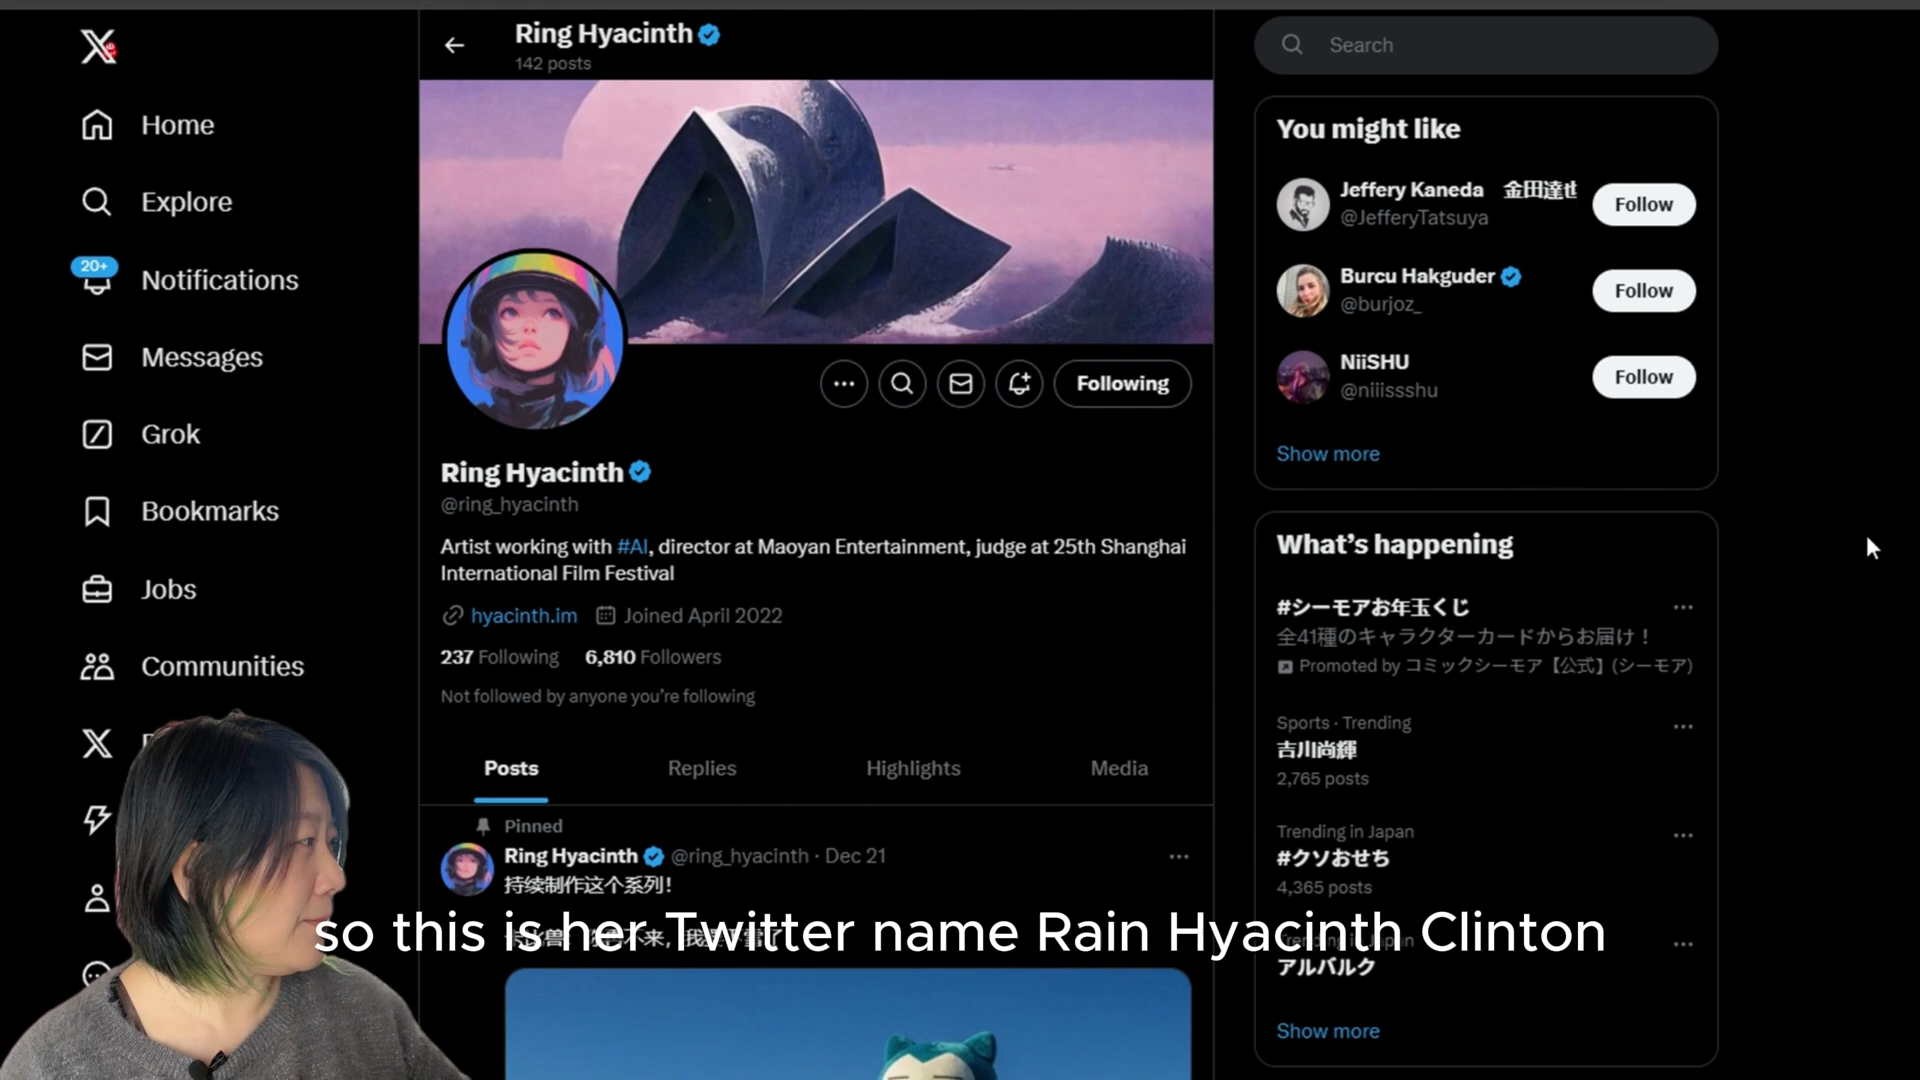 Ring Hyacinth
142 posts
Search
Home
Explore
20+
Notifications
Messages
Grok
Bookmarks
Jobs
Communities
Following
Ring Hyacinth
@ring_hyacinth
Artist working with #AI, director at Maoyan Entertainment, judge at 25th Shanghai
International Film Festival
hyacinth.im Joined April 2022
237 Following 6,810 Followers
Not followed by anyone you're following
Posts Replies Highlights Media
Pinned
Ring Hyacinth @ring_hyacinth · Dec 21
持续制作这个系列！
You might like
Jeffery Kaneda 金田達也
@JefferyTatsuya
Follow
Burcu Hakguder
@burjoz_
Follow
NiiSHU
@niiissshu
Follow
Show more
What's happening
#シーモアお年玉くじ
全41種のキャラクターカードからお届け！
Promoted by コミックシーモア【公式】(シーモア)
Sports · Trending
吉川尚輝
2,765 posts
Trending in Japan
#クソおせち
4,365 posts
アルバルク
Show more
so this is her Twitter name Rain Hyacinth Clinton